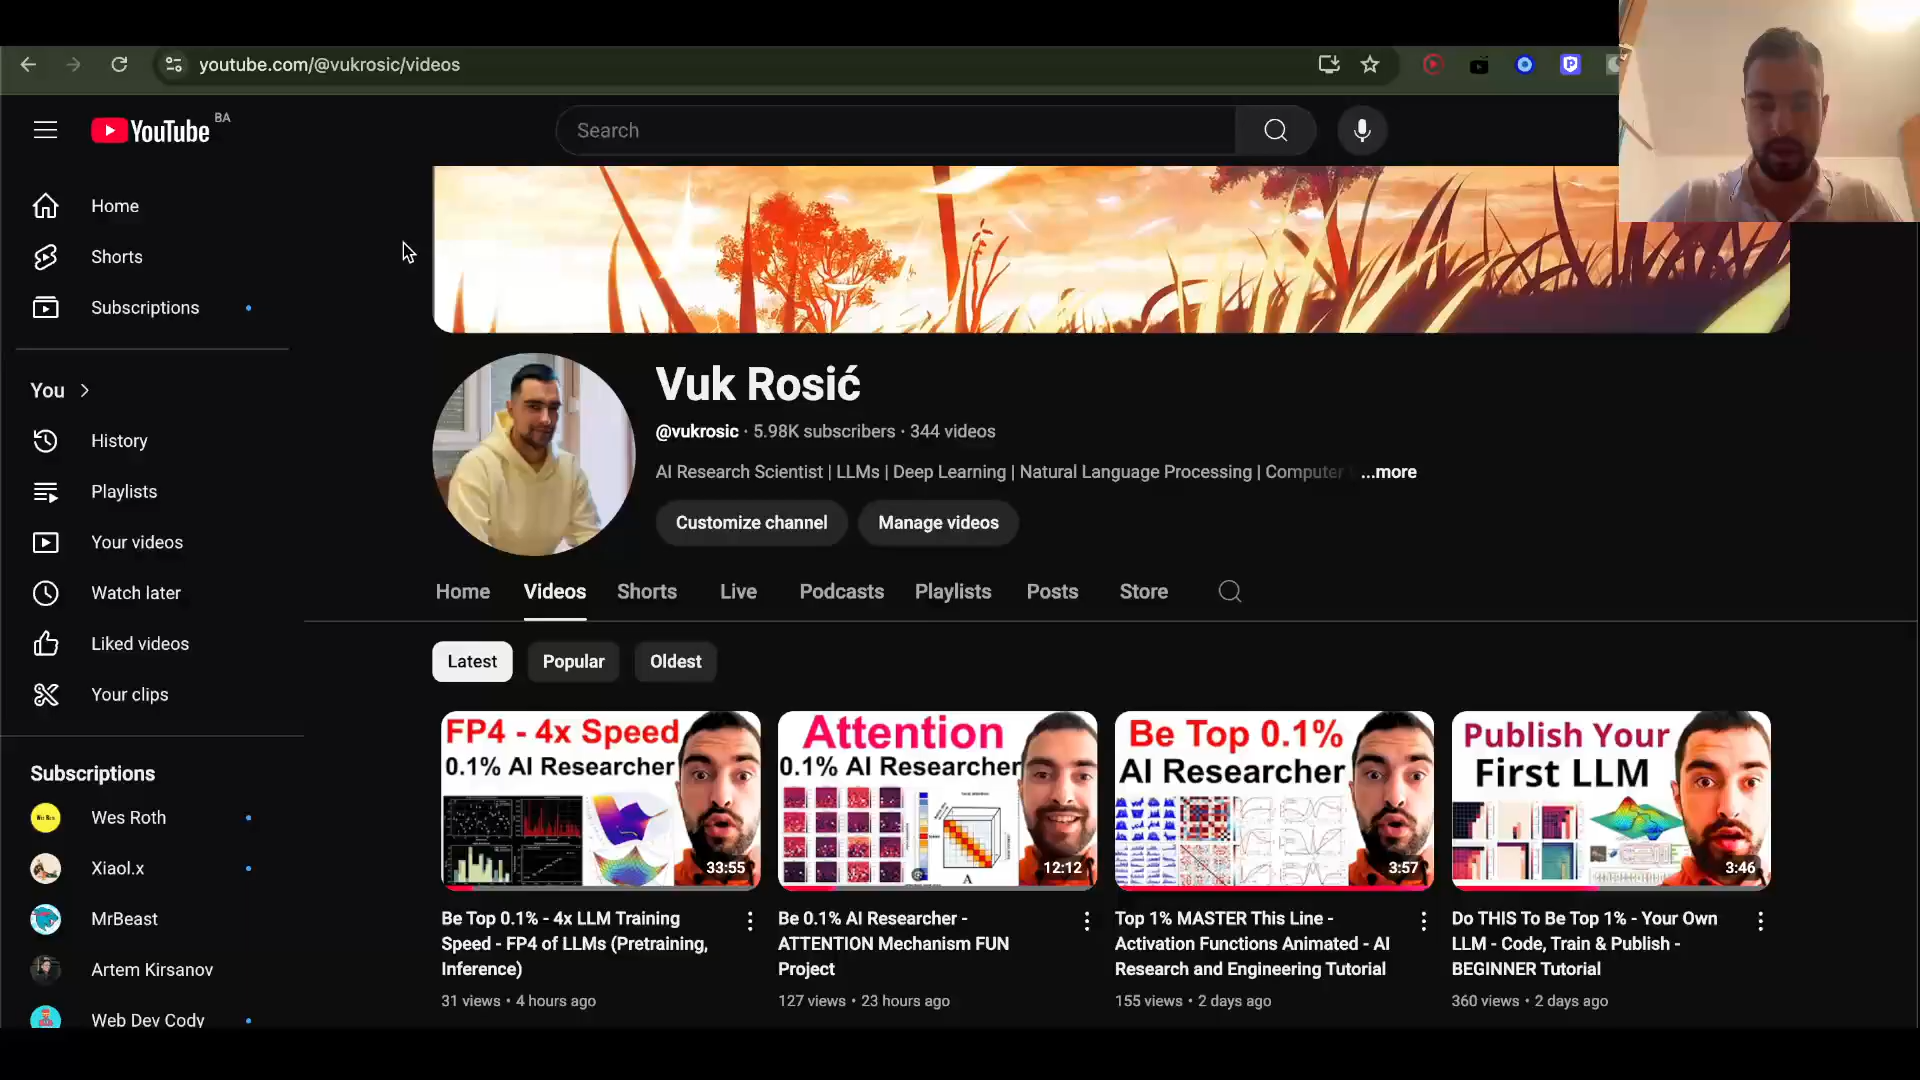 youtube.com/@vukrosic/videos
YouTube BA
Search
Home
Shorts
Subscriptions
You
History
Playlists
Your videos
Watch later
Liked videos
Your clips
Subscriptions
Wes Roth
Xiaol.x
MrBeast
Artem Kirsanov
Web Dev Cody
Vuk Rosić
@vukrosic · 5.98K subscribers · 344 videos
AI Research Scientist | LLMs | Deep Learning | Natural Language Processing | Computer ...more
Customize channel
Manage videos
Home
Videos
Shorts
Live
Podcasts
Playlists
Posts
Store
Latest
Popular
Oldest
FP4 - 4x Speed
0.1% AI Researcher
33:55
Be Top 0.1% - 4x LLM Training
Speed - FP4 of LLMs (Pretraining,
Inference)
31 views • 4 hours ago
Attention
0.1% AI Researcher
A
12:12
Be 0.1% AI Researcher -
ATTENTION Mechanism FUN
Project
127 views • 23 hours ago
Be Top 0.1%
AI Researcher
3:57
Top 1% MASTER This Line -
Activation Functions Animated - AI
Research and Engineering Tutorial
155 views • 2 days ago
Publish Your
First LLM
3:46
Do THIS To Be Top 1% - Your Own
LLM - Code, Train & Publish -
BEGINNER Tutorial
360 views • 2 days ago